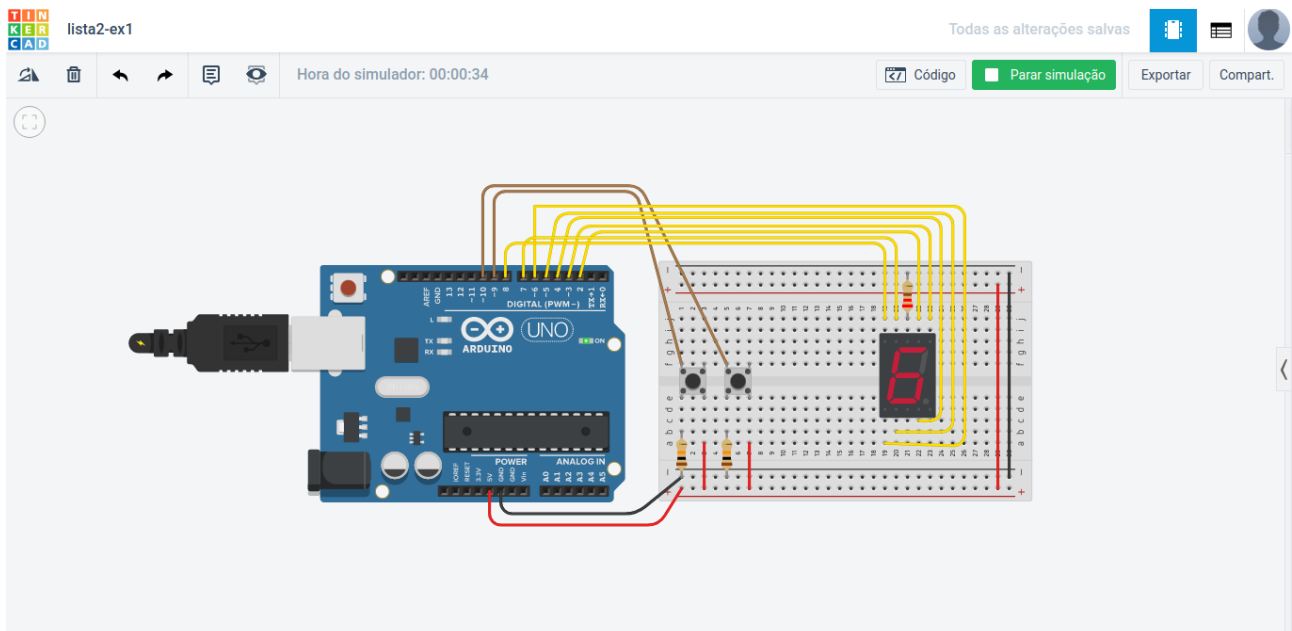 TIN
KER
CAD
lista2-ex1
Todas as alterações salvas
Hora do simulador: 00:00:34
Código
Parar simulação
Exportar
Compart.
AREF
GND
13
12
~11
~10
~9
8
7
~6
~5
4
~3
2
TX→1
RX←0
DIGITAL (PWM~)
L
TX
RX
ARDUINO
UNO
ON
POWER
ANALOG IN
IOREF
RESET
3.3V
5V
GND
GND
Vin
A0
A1
A2
A3
A4
A5
6